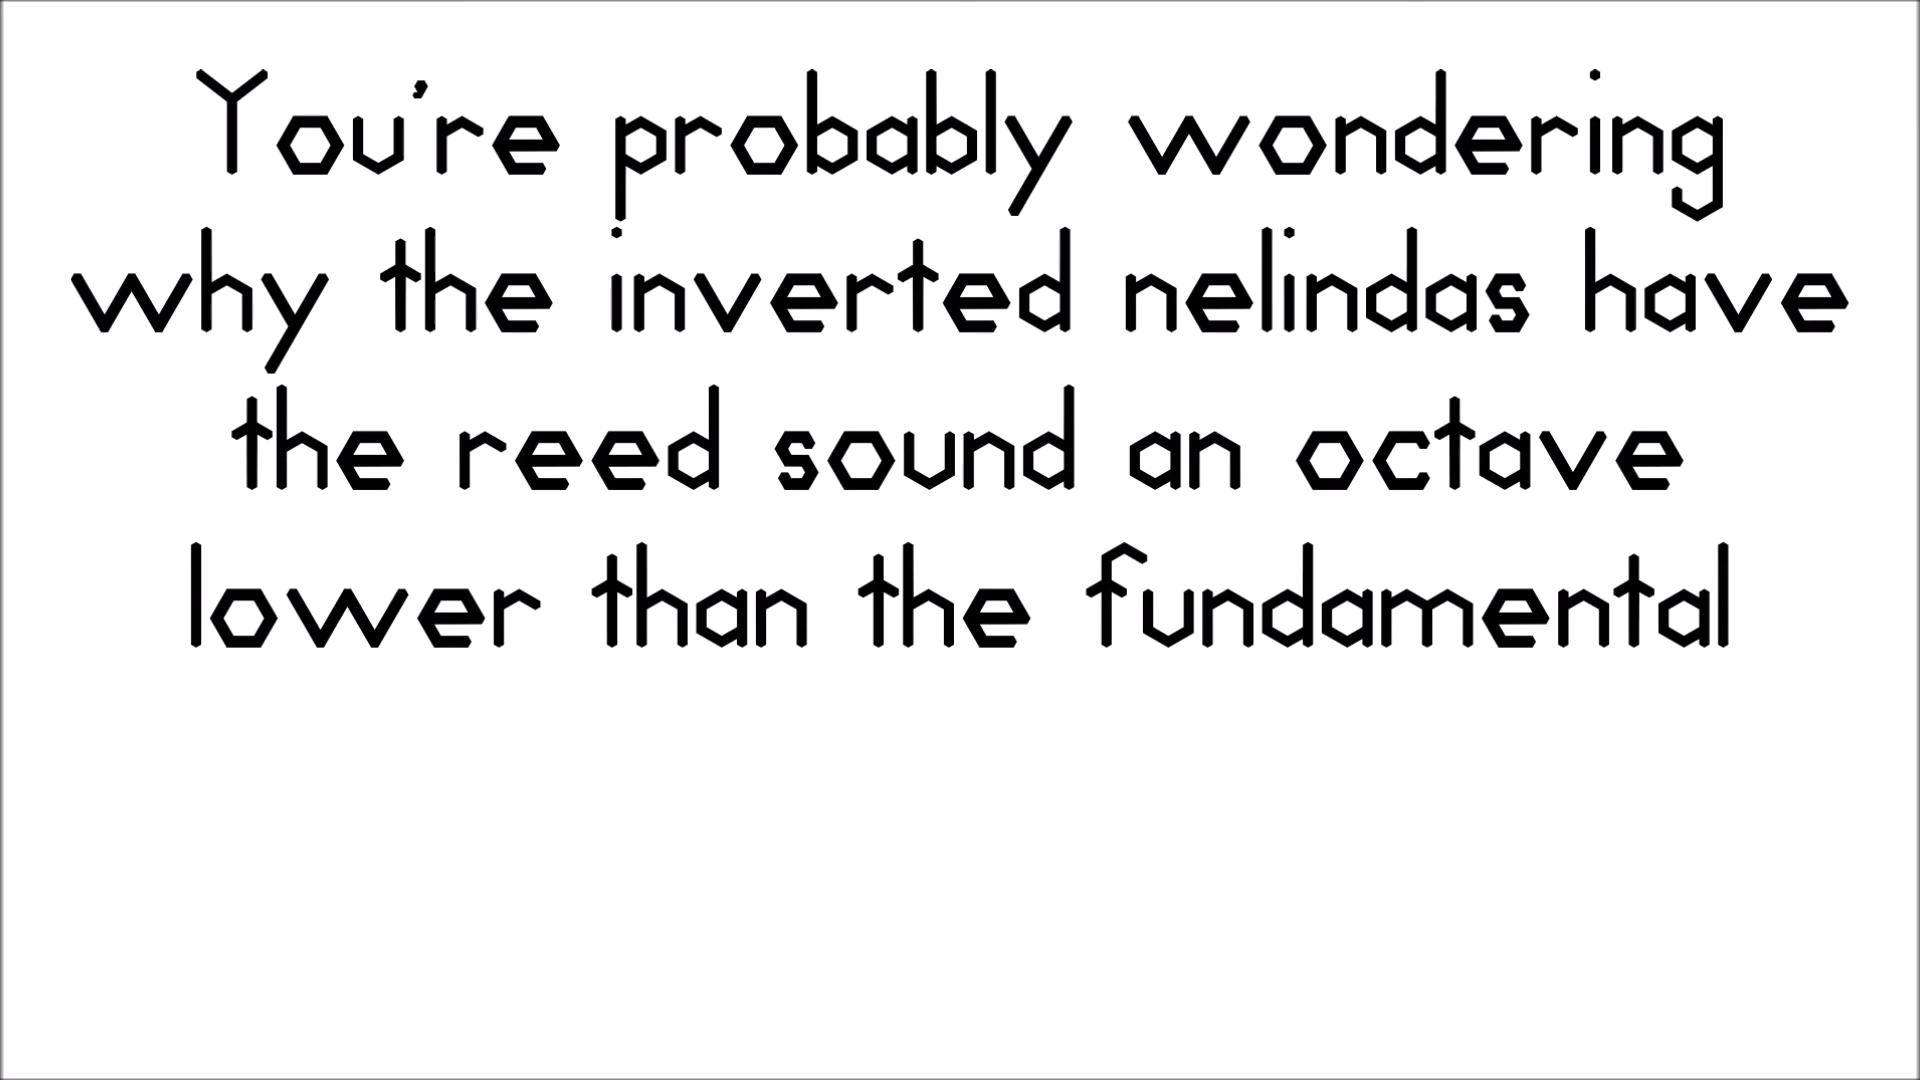 You're probably wondering
why the inverted nelindas have
the reed sound an octave
lower than the fundamental